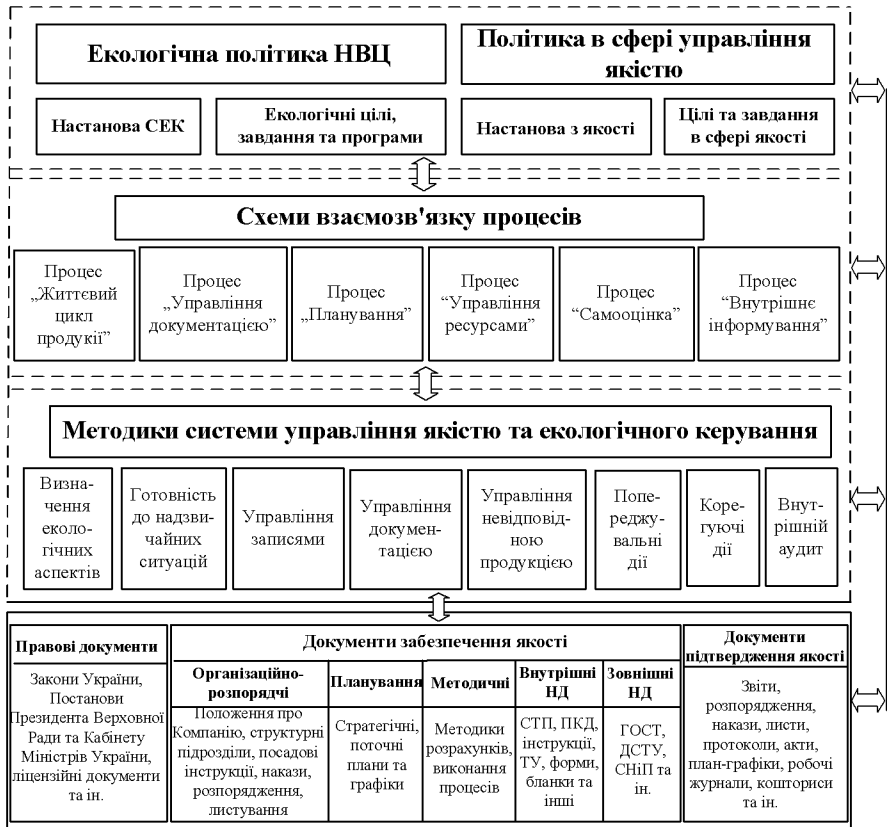 Екологічна політика НВЦ
Політика в сфері управління
якістю
Настанова СЕК
Екологічні цілі,
завдання та програми
Настанова з якості
Цілі та завдання
в сфері якості
Схеми взаємозв'язку процесів
Процес
„Життєвий
цикл
продукії”
Процес
„Управління
документацією”
Процес
„Планування”
Процес
“Управління
ресурсами”
Процес
“Самооцінка”
Процес
“Внутрішнє
інформування”
Методики системи управління якістю та екологічного керування
Визна-
чення
еколо-
гічних
аспектів
Готовність
до надзви-
чайних
ситуацій
Управління
записями
Управління
докумен-
тацією
Управління
невідповід-
ною
продукцією
Попе-
реджу-
вальні
дії
Коре-
гуючі
дії
Внут-
рішній
аудит
Правові документи
Закони України,
Постанови
Президента Верховної
Ради та Кабінету
Міністрів України,
ліцензійні документи
та ін.
Документи забезпечення якості
Організаційно-
розпорядчі
Положення про
Компанію, структурні
підрозділи, посадові
інструкції, накази,
розпорядження,
листування
Планування
Стратегічні,
поточні
плани та
графіки
Методичні
Методики
розрахунків,
виконання
процесів
Внутрішні
НД
СТП, ПКД,
інструкції,
ТУ, форми,
бланки та
інші
Зовнішні
НД
ГОСТ,
ДСТУ,
СНіП та
ін.
Документи
підтвердження якості
Звіти,
розпорядження,
накази, листи,
протоколи, акти,
план-графіки, робочі
журнали, кошториси
та ін.